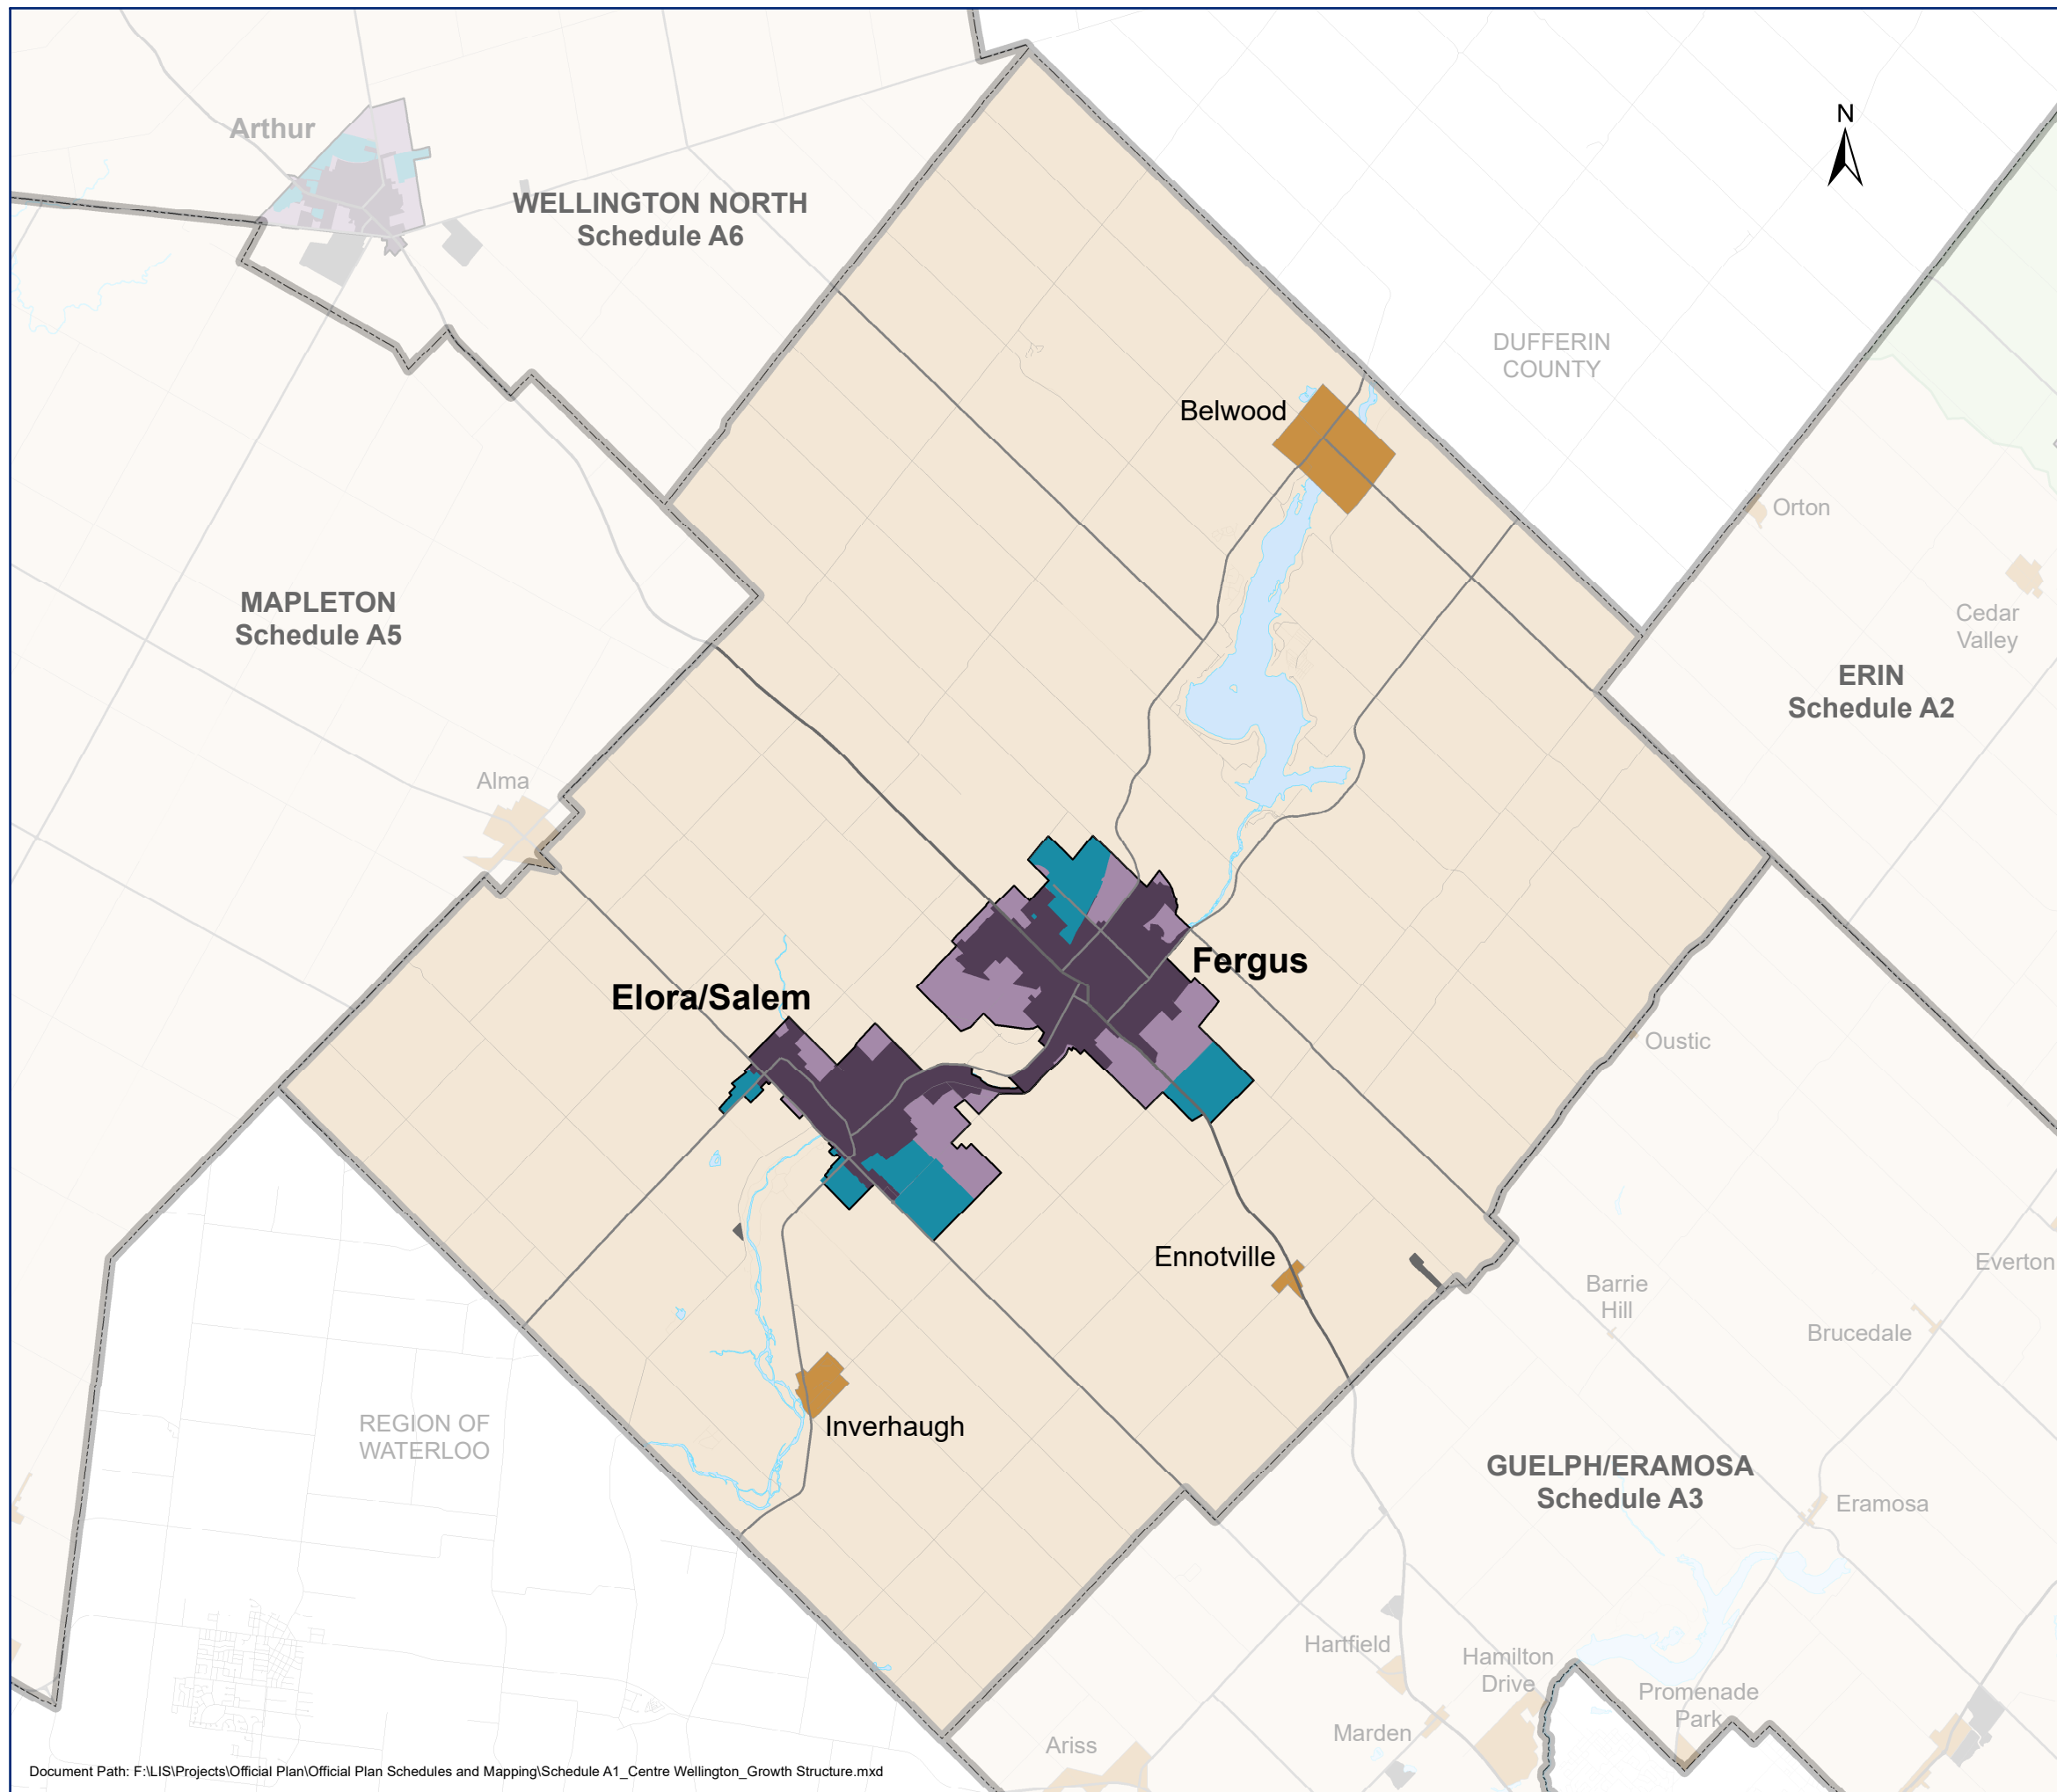 N
Arthur
WELLINGTON NORTH
Schedule A6
DUFFERIN
COUNTY
Belwood
Orton
MAPLETON
Schedule A5
Cedar
Valley
ERIN
Schedule A2
Alma
Fergus
Elora/Salem
Oustic
Ennotville
Everton
Barrie
Hill
Brucedale
REGION OF
WATERLOO
Inverhaugh
GUELPH/ERAMOSA
Schedule A3
Eramosa
Hartfield
Hamilton
Drive
Promenade
Park
Marden
Ariss
Document Path: F:\LIS\Projects\Official Plan\Official Plan Schedules and Mapping\Schedule A1_Centre Wellington_Growth Structure.mxd